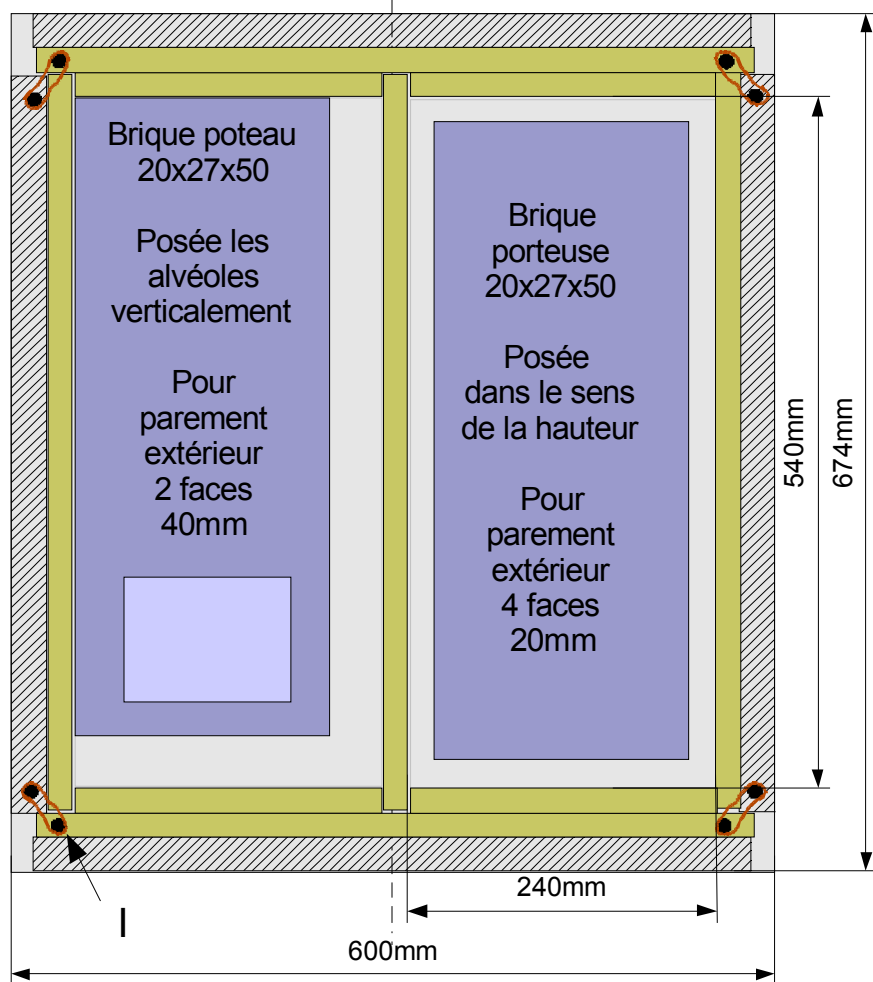 Brique poteau
20x27x50
Posée les
alvéoles
verticalement
Pour
parement
extérieur
2 faces
40mm
Brique
porteuse
20x27x50
Posée
dans le sens
de la hauteur
Pour
parement
extérieur
4 faces
20mm
540mm
674mm
240mm
I
600mm